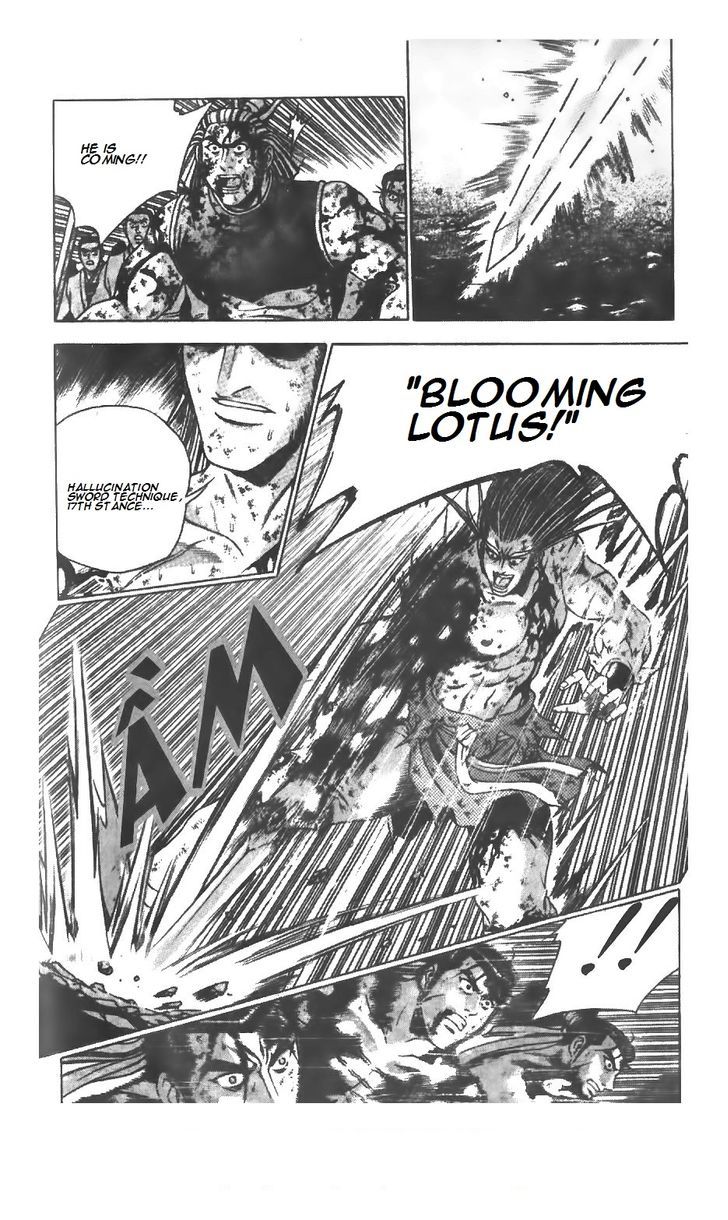 HE IS
COMING!!
HALLUCINATION
SWORD TECHNIQUE,
17TH STANCE...
"BLOOMING
LOTUS!"
ẦM
!!